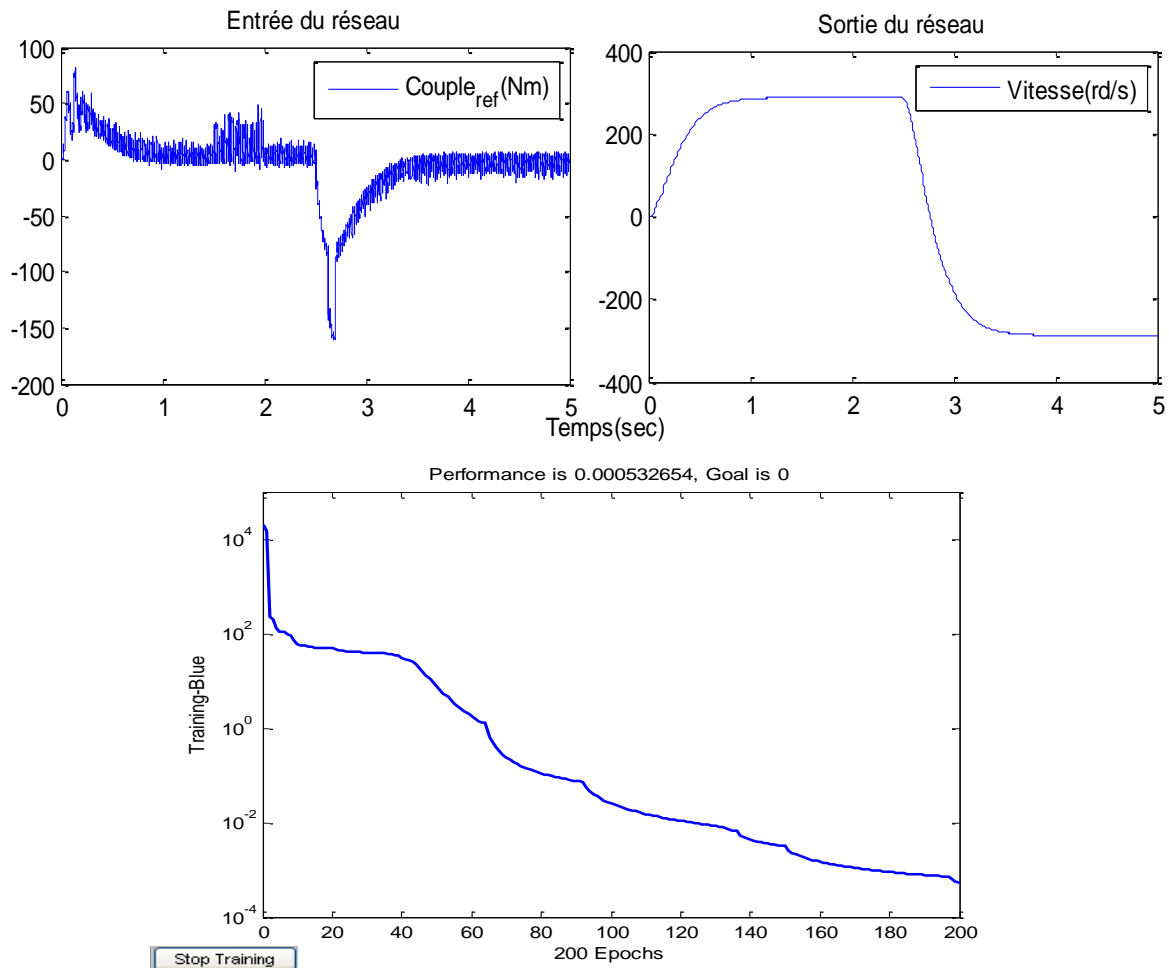 Entrée du réseau
Sortie du réseau
100
50
0
-50
-100
-150
-200
Couple_ref(Nm)
0 1 2 3 4 5
400
200
0
-200
-400
Vitesse(rd/s)
0 1 2 3 4 5
Temps(sec)
Performance is 0.000532654, Goal is 0
Training-Blue
10^4
10^2
10^0
10^-2
10^-4
0 20 40 60 80 100 120 140 160 180 200
200 Epochs
Stop Training